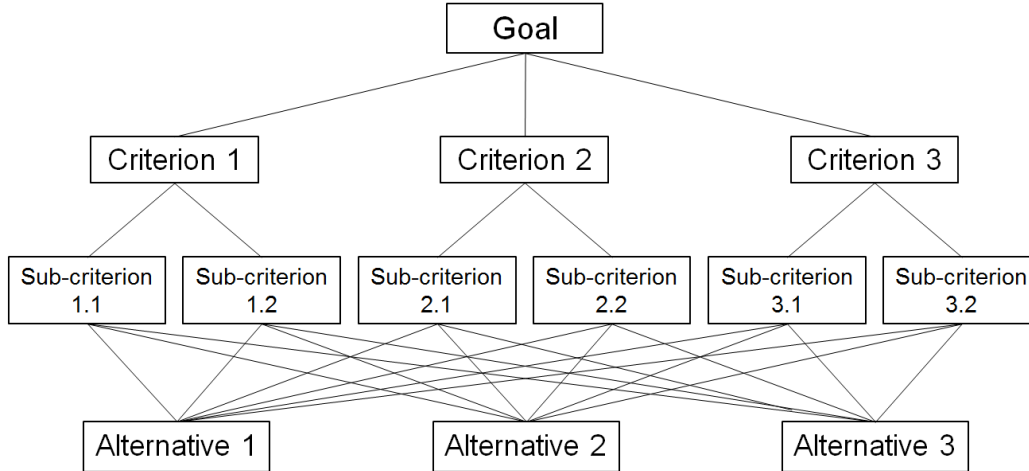 Goal
Criterion 1
Criterion 2
Criterion 3
Sub-criterion
1.1
Sub-criterion
1.2
Sub-criterion
2.1
Sub-criterion
2.2
Sub-criterion
3.1
Sub-criterion
3.2
Alternative 1
Alternative 2
Alternative 3